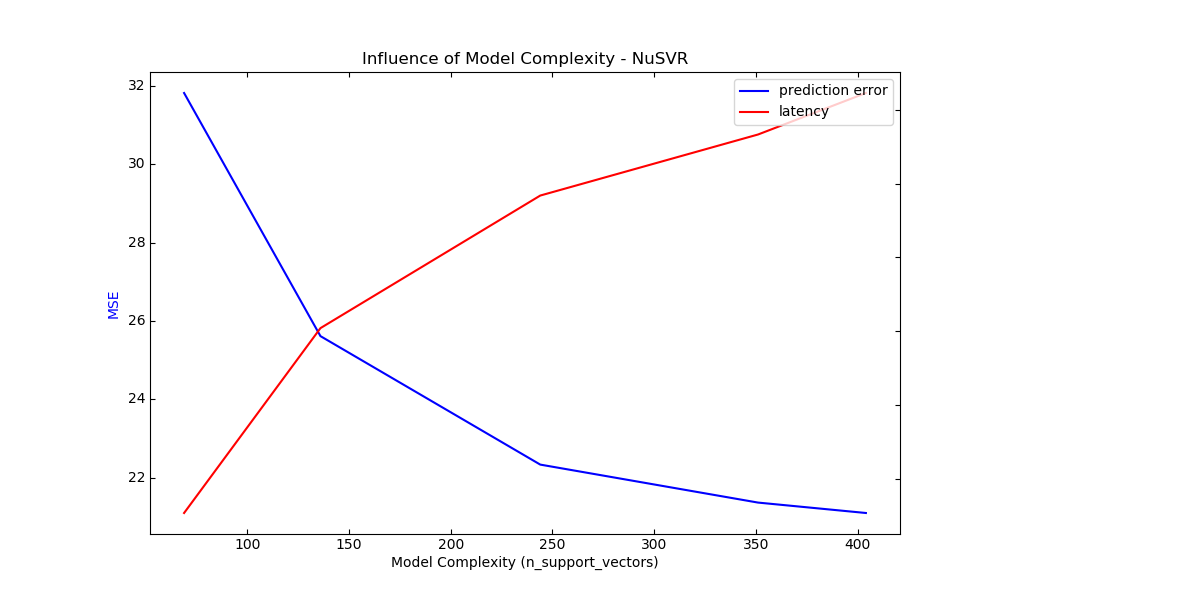 Influence of Model Complexity - NuSVR
prediction error
latency
32
30
28
26
24
22
MSE
100 150 200 250 300 350 400
Model Complexity (n_support_vectors)